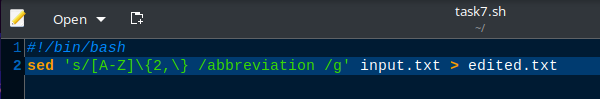 Open
task7.sh
~/
1 #!/bin/bash
2 sed 's/[A-Z]\{2,\} /abbreviation /g' input.txt > edited.txt